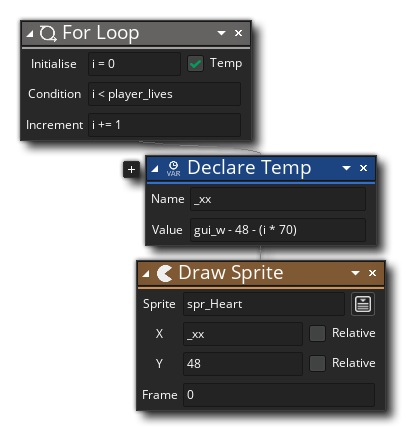 For Loop
Initialise i = 0 Temp
Condition i < player_lives
Increment i += 1
VAR Declare Temp
Name _xx
Value gui_w - 48 - (i * 70)
Draw Sprite
Sprite spr_Heart
X _xx Relative
Y 48 Relative
Frame 0